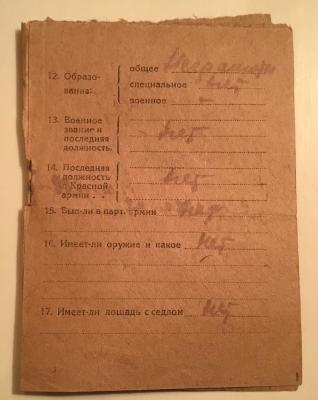 12. Образо- вание: общее Неграмотн
специальное нет
военное –
13. Военное
звание и
последняя
должность. Нет
14. Последняя
должность
в Красной
армии . . нет
15. Был-ли в парт. армии
16. Имеет-ли оружие и какое Нет
17. Имеет-ли лошадь с седлом Нет